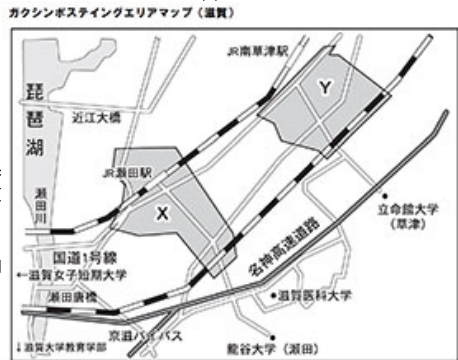 ガクシンポスティングエリアマップ（滋賀）
JR南草津駅
Y
琵琶湖
近江大橋
JR瀬田駅
瀬田川
X
立命館大学
（草津）
国道1号線
名神高速道路
←滋賀女子短期大学
瀬田唐橋
滋賀医科大学
京滋バイパス
↓滋賀大学教育学部
龍谷大学（瀬田）